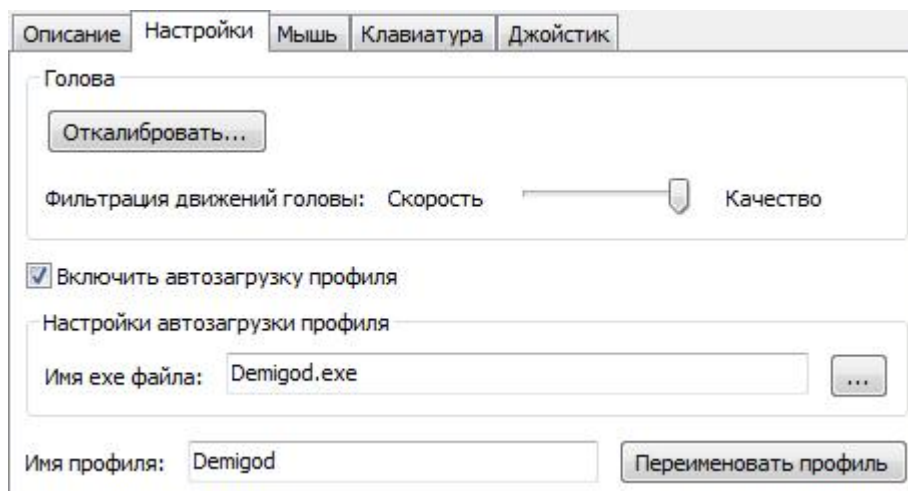 Описание Настройки Мышь Клавиатура Джойстик
Голова
Откалибровать...
Фильтрация движений головы: Скорость Качество
Включить автозагрузку профиля
Настройки автозагрузки профиля
Имя exe файла: Demigod.exe ...
Имя профиля: Demigod Переименовать профиль